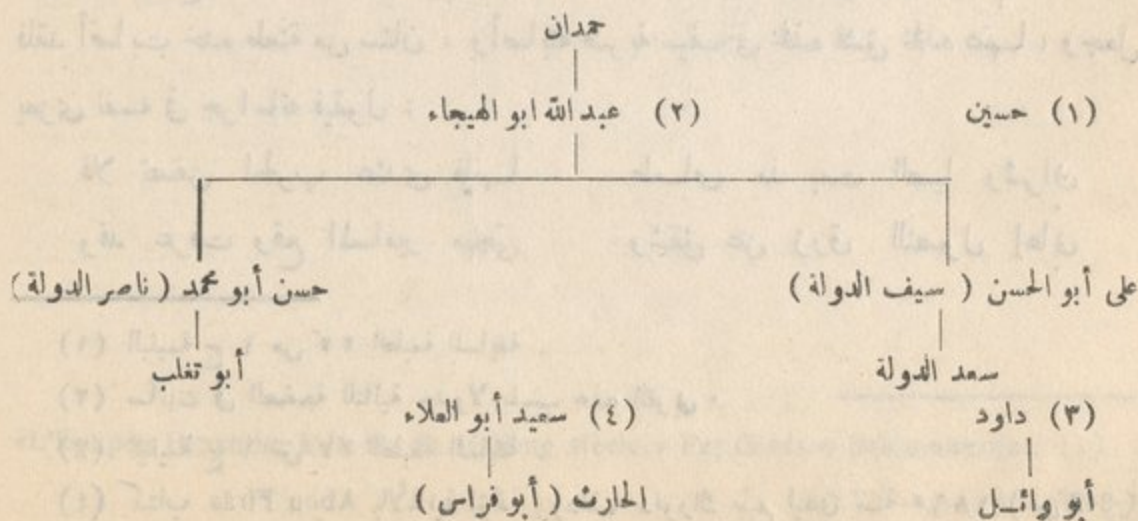 حمدان
(١) حسين (٢) عبد الله ابو الهيجاء
على أبو الحسن ( سيف الدولة ) حسن أبو محمد ( ناصر الدولة )
سعد الدولة أبو تغلب
(٣) داود (٤) سعيد أبو العلاء
أبو وائل الحارث ( أبو فراس )